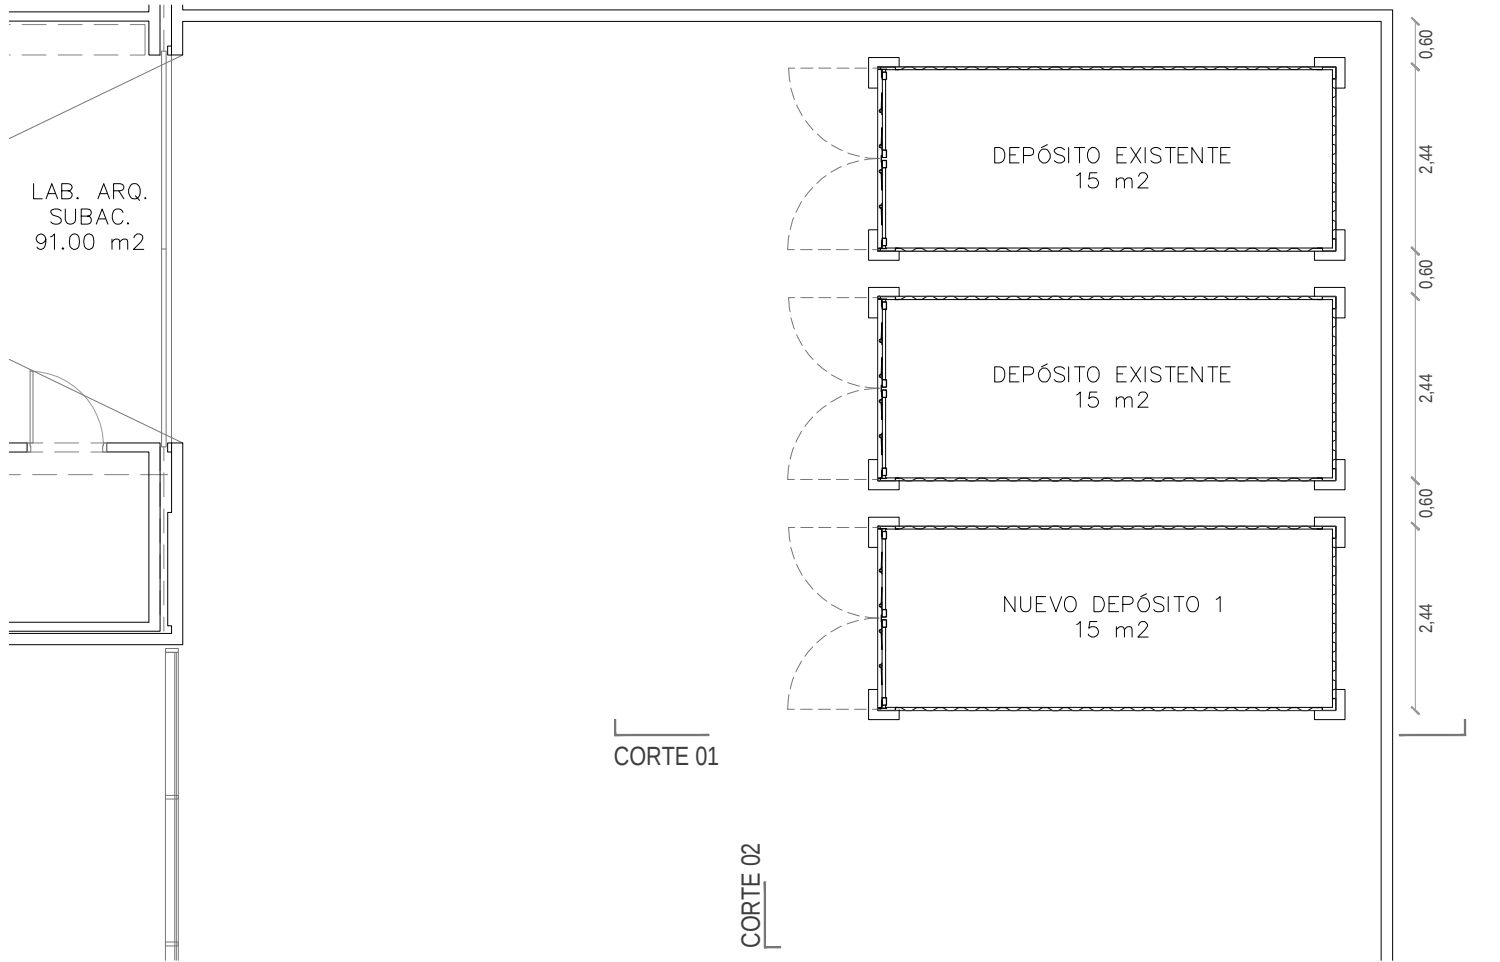 0,60
DEPÓSITO EXISTENTE
15 m2
2,44
LAB. ARQ.
SUBAC.
91.00 m2
0,60
DEPÓSITO EXISTENTE
15 m2
2,44
0,60
NUEVO DEPÓSITO 1
15 m2
2,44
CORTE 01
CORTE 02